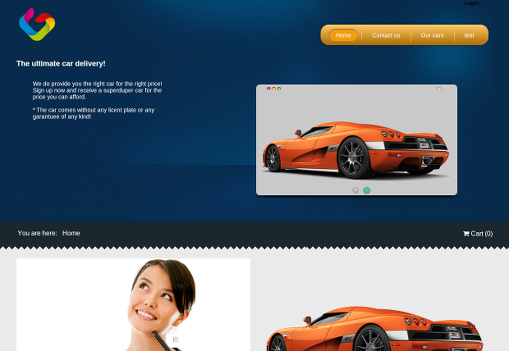 Login
Home
Contact us
Our cars
test
The ultimate car delivery!
We do provide you the right car for the right price!
Sign up now and receive a superduper car for the
price you can afford.
* The car comes without any licent plate or any
garantuee of any kind!
You are here: Home
Cart (0)